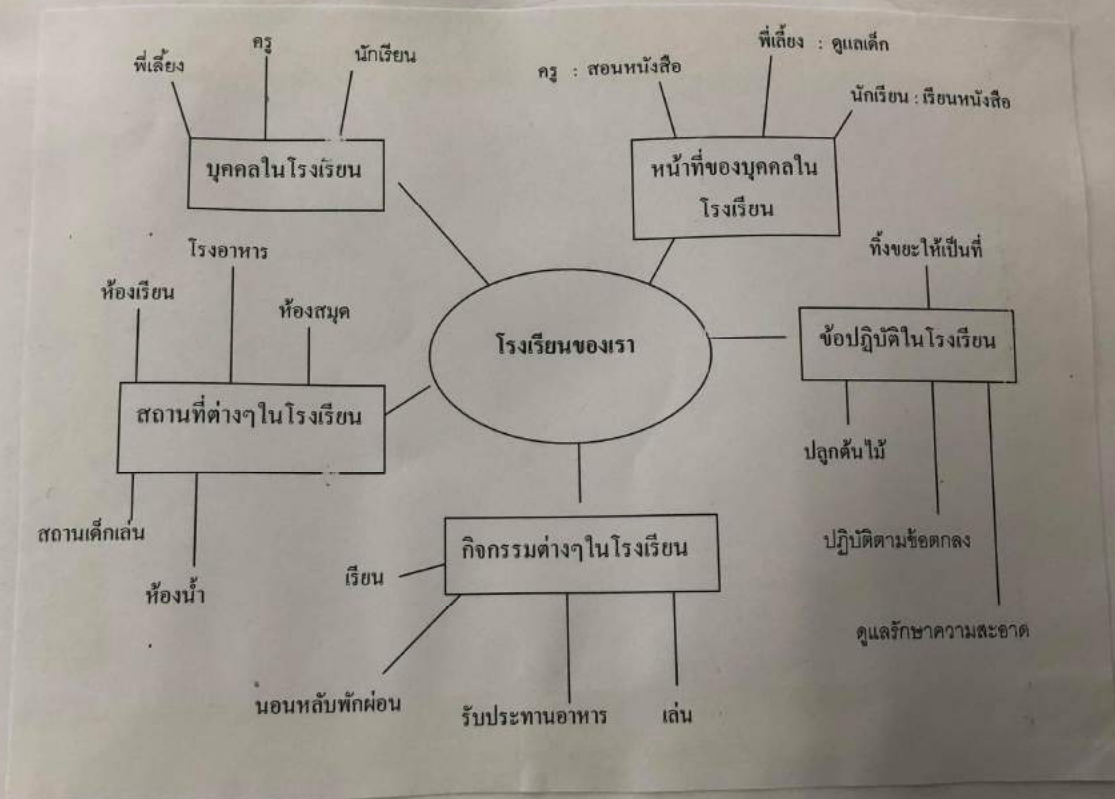 พี่เลี้ยง
ครู
นักเรียน
บุคคลในโรงเรียน
ครู : สอนหนังสือ
พี่เลี้ยง : ดูแลเด็ก
นักเรียน : เรียนหนังสือ
หน้าที่ของบุคคลใน
โรงเรียน
โรงอาหาร
ห้องเรียน
ห้องสมุด
สถานที่ต่างๆในโรงเรียน
สถานเด็กเล่น
ห้องน้ำ
โรงเรียนของเรา
ทิ้งขยะให้เป็นที่
ข้อปฏิบัติในโรงเรียน
ปลูกต้นไม้
ปฏิบัติตามข้อตกลง
ดูแลรักษาความสะอาด
กิจกรรมต่างๆในโรงเรียน
เรียน
นอนหลับพักผ่อน
รับประทานอาหาร
เล่น